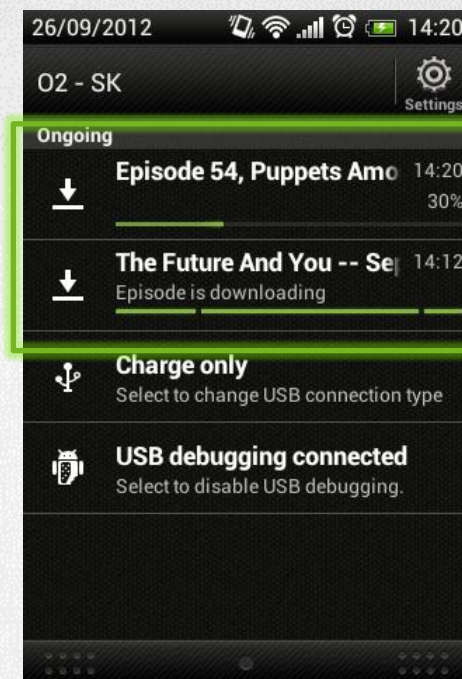 26/09/2012 14:20
O2 - SK
Settings
Ongoing
Episode 54, Puppets Amo 14:20
30%
The Future And You -- Se 14:12
Episode is downloading
Charge only
Select to change USB connection type
USB debugging connected
Select to disable USB debugging.